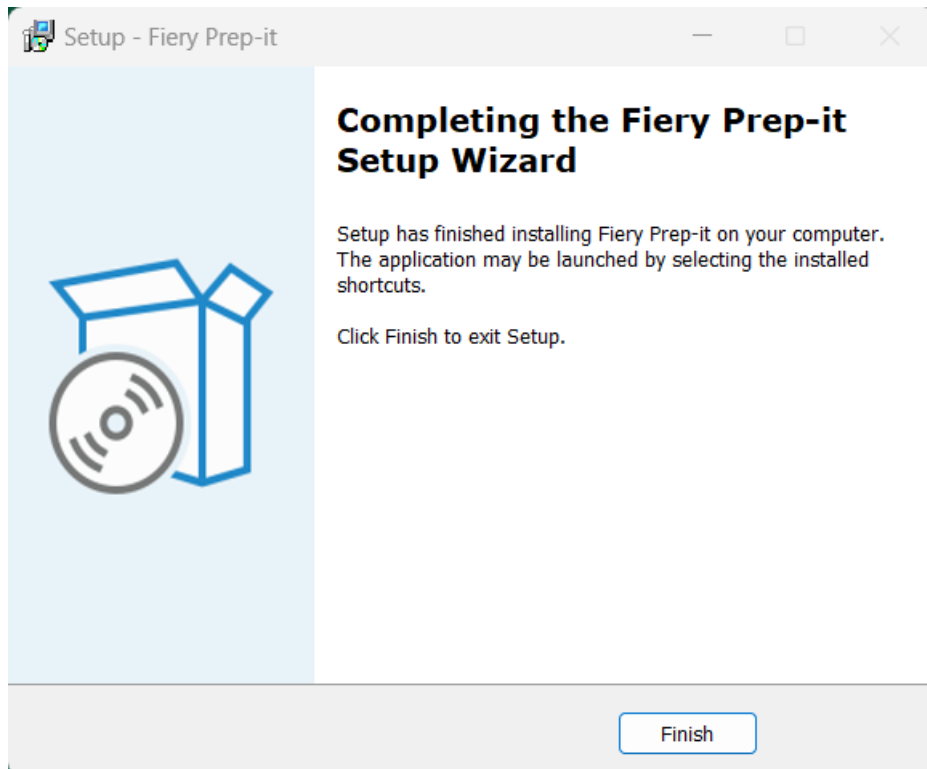 Setup - Fiery Prep-it
Completing the Fiery Prep-it
Setup Wizard
Setup has finished installing Fiery Prep-it on your computer.
The application may be launched by selecting the installed
shortcuts.
Click Finish to exit Setup.
Finish